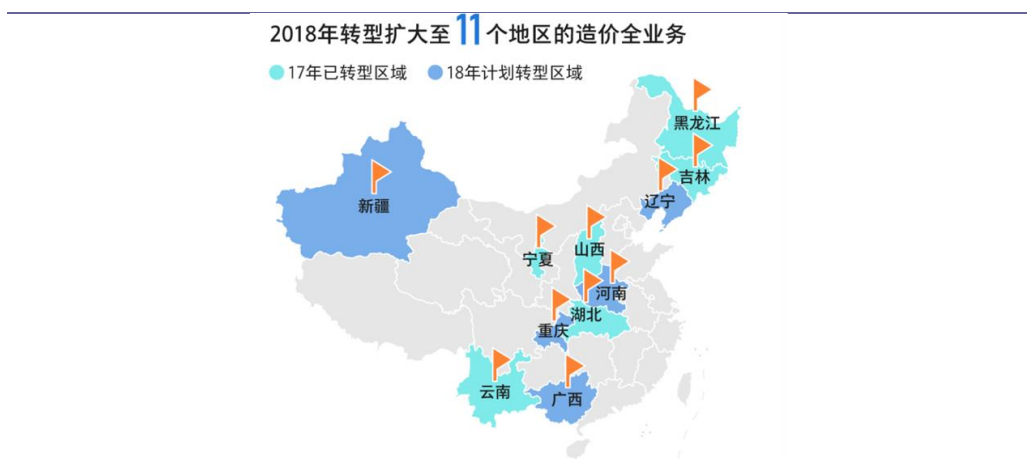 2018年转型扩大至11个地区的造价全业务
17年已转型区域 18年计划转型区域
黑龙江
吉林
辽宁
新疆
山西
宁夏
河南
湖北
重庆
云南
广西